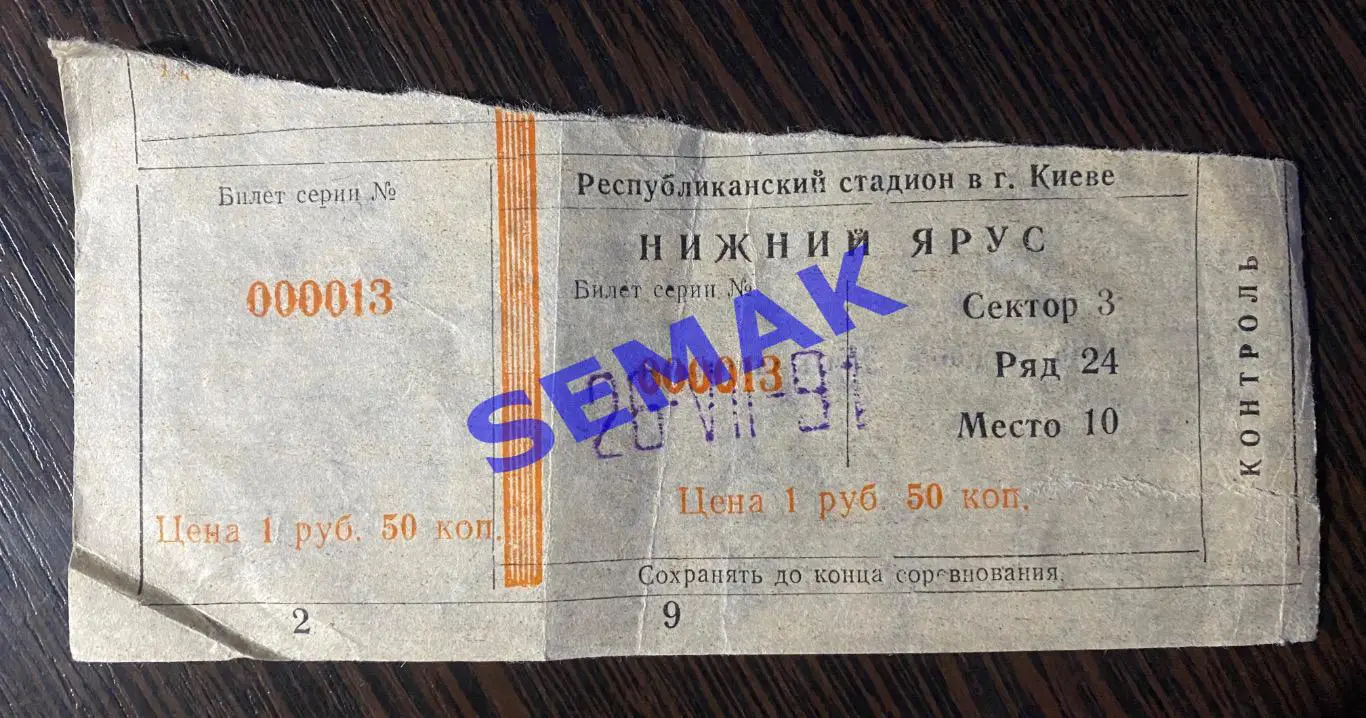 Билет серии №
000013
Цена 1 руб. 50 коп.
2
Республиканский стадион в г. Киеве
НИЖНИЙ ЯРУС
Билет серии №
000013
Сектор 3
Ряд 24
Место 10
Цена 1 руб. 50 коп.
Сохранять до конца соревнования.
9
КОНТРОЛЬ
SEMAK